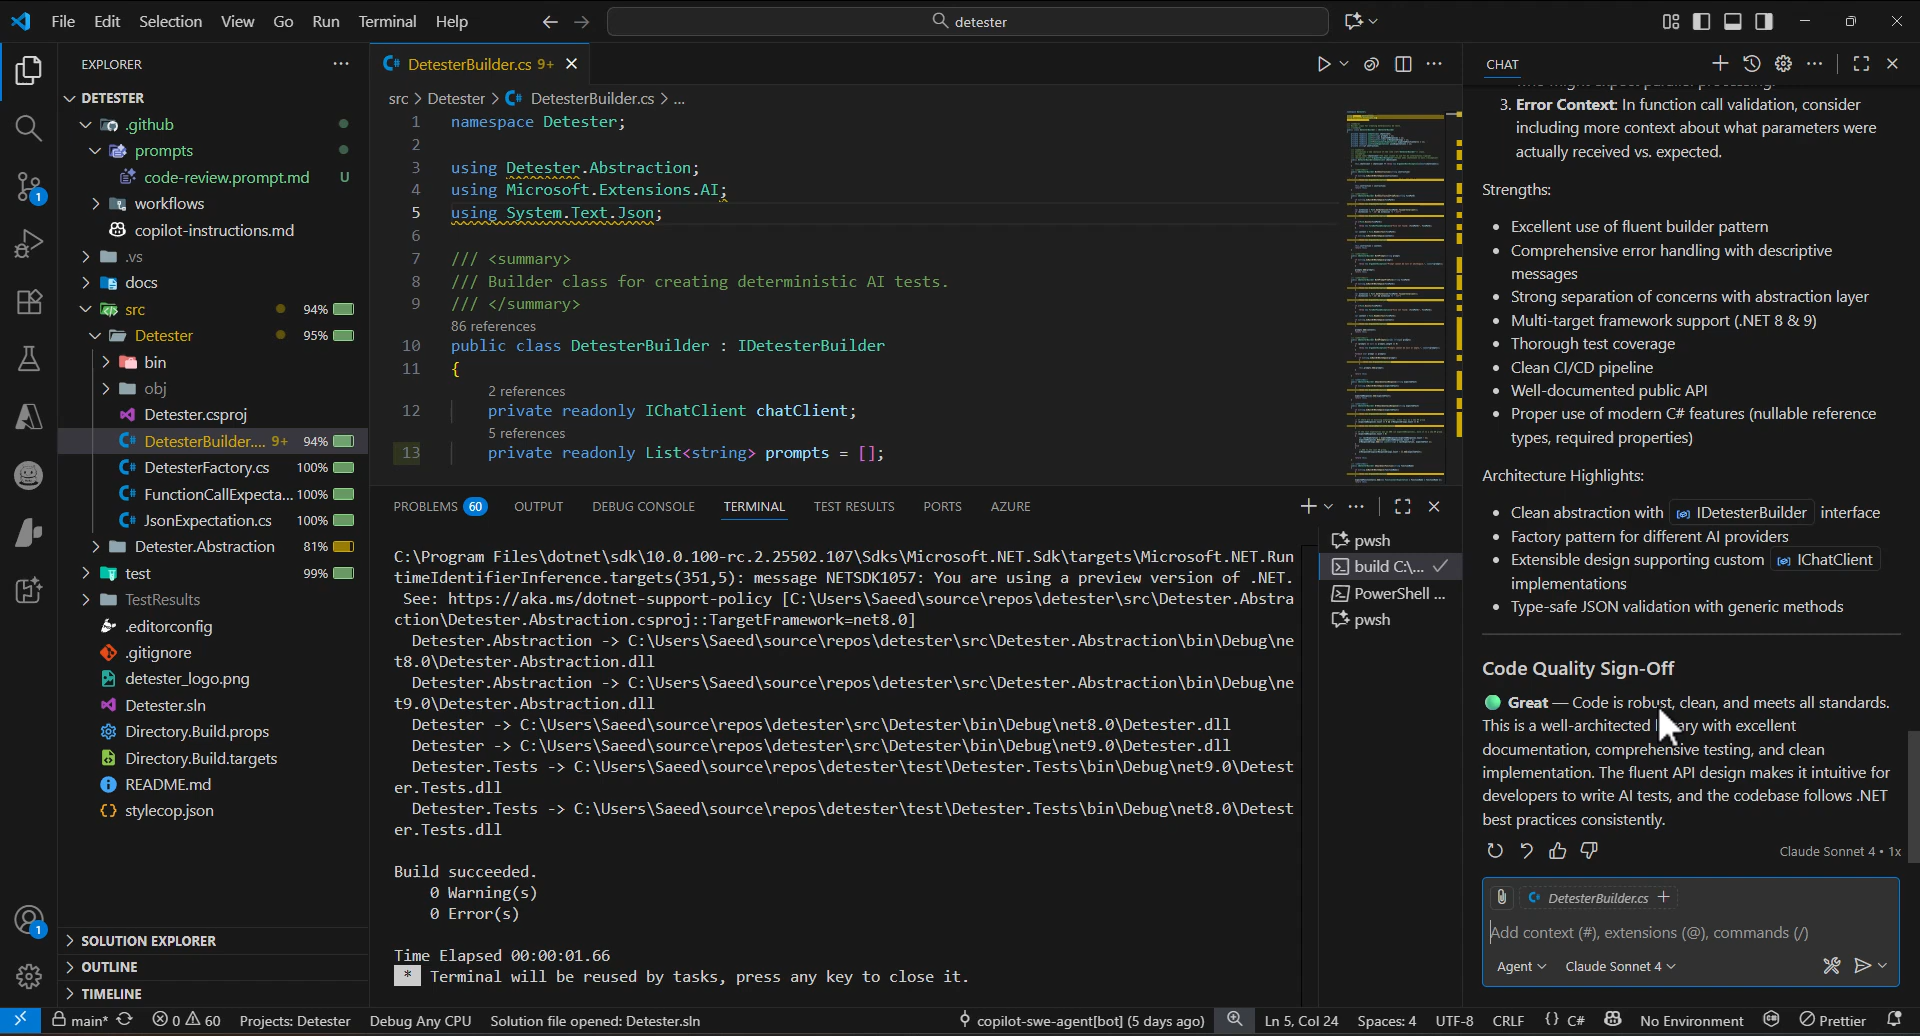 File Edit Selection View Go Run Terminal Help
detester
EXPLORER
DETESTER
.github
prompts
code-review.prompt.md U
workflows
copilot-instructions.md
.vs
docs
src 94%
Detester 95%
bin
obj
Detester.csproj
DetesterBuilder.... 9+ 94%
DetesterFactory.cs 100%
FunctionCallExpecta... 100%
JsonExpectation.cs 100%
Detester.Abstraction 81%
test 99%
TestResults
.editorconfig
.gitignore
detester_logo.png
Detester.sln
Directory.Build.props
Directory.Build.targets
README.md
stylecop.json
SOLUTION EXPLORER
OUTLINE
TIMELINE
DetesterBuilder.cs 9+
src > Detester > DetesterBuilder.cs > ...
1 namespace Detester;
2
3 using Detester.Abstraction;
4 using Microsoft.Extensions.AI;
5 using System.Text.Json;
6
7 /// <summary>
8 /// Builder class for creating deterministic AI tests.
9 /// </summary>
86 references
10 public class DetesterBuilder : IDetesterBuilder
11 {
2 references
12 private readonly IChatClient chatClient;
5 references
13 private readonly List<string> prompts = [];
PROBLEMS 60 OUTPUT DEBUG CONSOLE TERMINAL TEST RESULTS PORTS AZURE
C:\Program Files\dotnet\sdk\10.0.100-rc.2.25502.107\Sdks\Microsoft.NET.Sdk\targets\Microsoft.NET.Run
timeIdentifierInference.targets(351,5): message NETSDK1057: You are using a preview version of .NET.
See: https://aka.ms/dotnet-support-policy [C:\Users\Saeed\source\repos\detester\src\Detester.Abstra
ction\Detester.Abstraction.csproj::TargetFramework=net8.0]
Detester.Abstraction -> C:\Users\Saeed\source\repos\detester\src\Detester.Abstraction\bin\Debug\ne
t8.0\Detester.Abstraction.dll
Detester.Abstraction -> C:\Users\Saeed\source\repos\detester\src\Detester.Abstraction\bin\Debug\ne
t9.0\Detester.Abstraction.dll
Detester -> C:\Users\Saeed\source\repos\detester\src\Detester\bin\Debug\net8.0\Detester.dll
Detester -> C:\Users\Saeed\source\repos\detester\src\Detester\bin\Debug\net9.0\Detester.dll
Detester.Tests -> C:\Users\Saeed\source\repos\detester\test\Detester.Tests\bin\Debug\net9.0\Detest
er.Tests.dll
Detester.Tests -> C:\Users\Saeed\source\repos\detester\test\Detester.Tests\bin\Debug\net8.0\Detest
er.Tests.dll
Build succeeded.
0 Warning(s)
0 Error(s)
Time Elapsed 00:00:01.66
* Terminal will be reused by tasks, press any key to close it.
pwsh
build C:\...
PowerShell ...
pwsh
CHAT
3. Error Context: In function call validation, consider
including more context about what parameters were
actually received vs. expected.
Strengths:
• Excellent use of fluent builder pattern
• Comprehensive error handling with descriptive
messages
• Strong separation of concerns with abstraction layer
• Multi-target framework support (.NET 8 & 9)
• Thorough test coverage
• Clean CI/CD pipeline
• Well-documented public API
• Proper use of modern C# features (nullable reference
types, required properties)
Architecture Highlights:
• Clean abstraction with IDetesterBuilder interface
• Factory pattern for different AI providers
• Extensible design supporting custom IChatClient
implementations
• Type-safe JSON validation with generic methods
Code Quality Sign-Off
Great — Code is robust, clean, and meets all standards.
This is a well-architected ary with excellent
documentation, comprehensive testing, and clean
implementation. The fluent API design makes it intuitive for
developers to write AI tests, and the codebase follows .NET
best practices consistently.
Claude Sonnet 4 • 1x
DetesterBuilder.cs +
Add context (#), extensions (@), commands (/)
Agent Claude Sonnet 4
1
1
main* 0 60 Projects: Detester Debug Any CPU Solution file opened: Detester.sln copilot-swe-agent[bot] (5 days ago) Ln 5, Col 24 Spaces: 4 UTF-8 CRLF {} C# No Environment Prettier